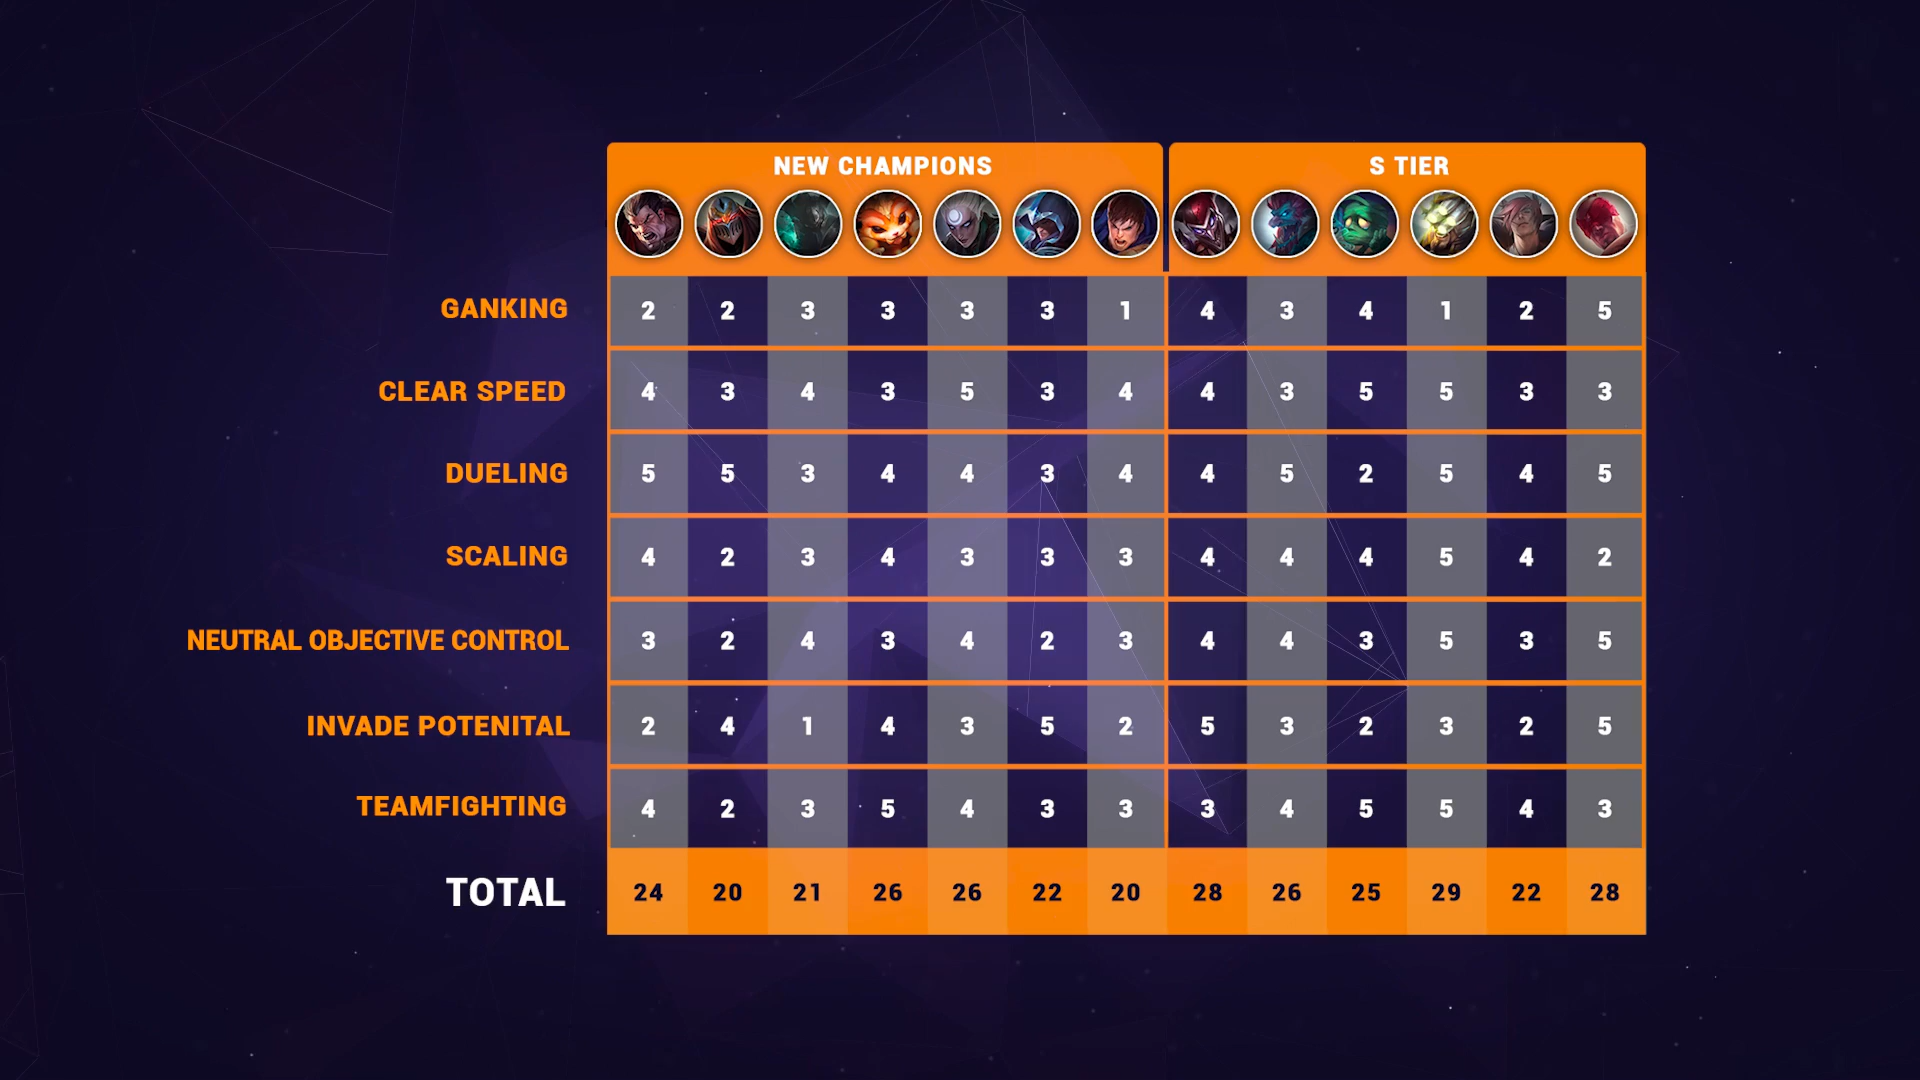 NEW CHAMPIONS S TIER
GANKING 2 2 3 3 3 3 1 4 3 4 1 2 5
CLEAR SPEED 4 3 4 3 5 3 4 4 3 5 5 3 3
DUELING 5 5 3 4 4 3 4 4 5 2 5 4 5
SCALING 4 2 3 4 3 3 3 4 4 4 5 4 2
NEUTRAL OBJECTIVE CONTROL 3 2 4 3 4 2 3 4 4 3 5 3 5
INVADE POTENITAL 2 4 1 4 3 5 2 5 3 2 3 2 5
TEAMFIGHTING 4 2 3 5 4 3 3 3 4 5 5 4 3
TOTAL 24 20 21 26 26 22 20 28 26 25 29 22 28